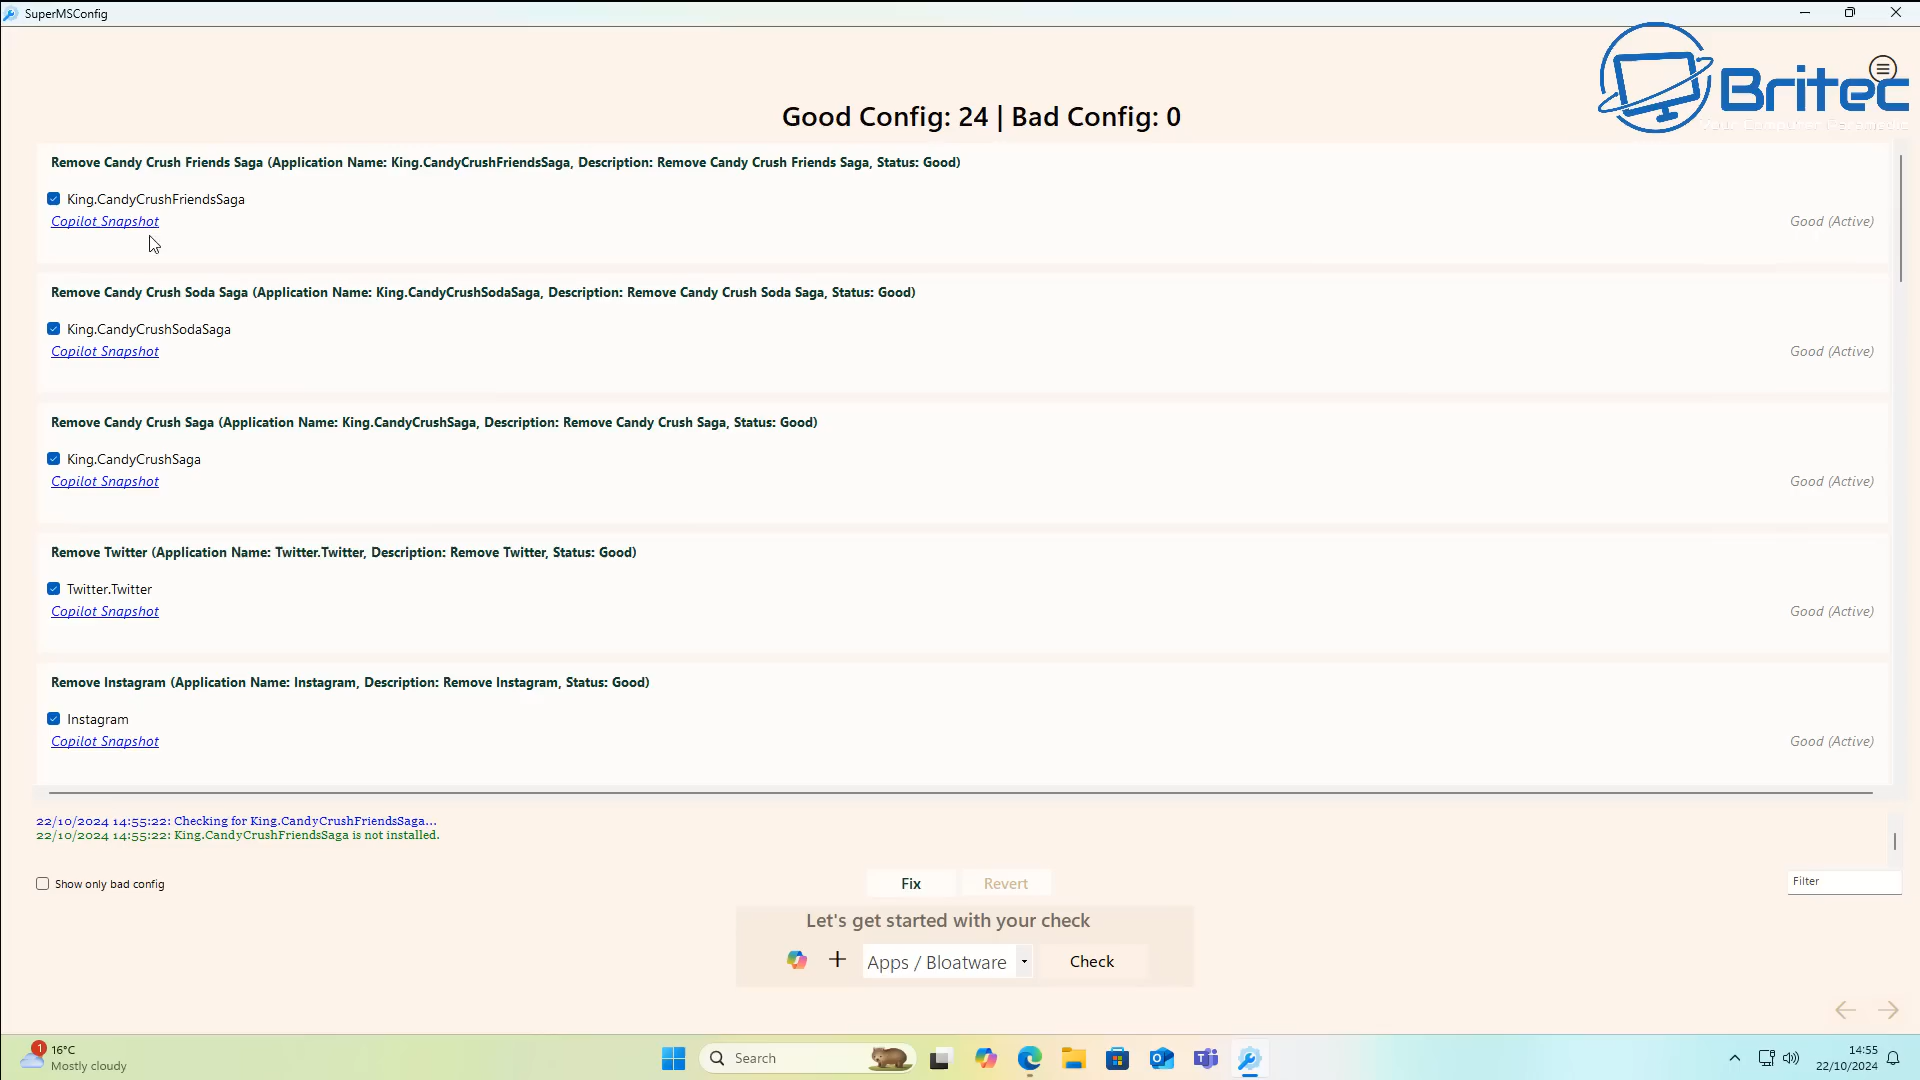 SuperMSConfig
Britec
Good Config: 24 | Bad Config: 0
Remove Candy Crush Friends Saga (Application Name: King.CandyCrushFriendsSaga, Description: Remove Candy Crush Friends Saga, Status: Good)
King.CandyCrushFriendsSaga
Copilot Snapshot
Good (Active)
Remove Candy Crush Soda Saga (Application Name: King.CandyCrushSodaSaga, Description: Remove Candy Crush Soda Saga, Status: Good)
King.CandyCrushSodaSaga
Copilot Snapshot
Good (Active)
Remove Candy Crush Saga (Application Name: King.CandyCrushSaga, Description: Remove Candy Crush Saga, Status: Good)
King.CandyCrushSaga
Copilot Snapshot
Good (Active)
Remove Twitter (Application Name: Twitter.Twitter, Description: Remove Twitter, Status: Good)
Twitter.Twitter
Copilot Snapshot
Good (Active)
Remove Instagram (Application Name: Instagram, Description: Remove Instagram, Status: Good)
Instagram
Copilot Snapshot
Good (Active)
22/10/2024 14:55:22: Checking for King.CandyCrushFriendsSaga...
22/10/2024 14:55:22: King.CandyCrushFriendsSaga is not installed.
Show only bad config
Fix
Revert
Filter
Let's get started with your check
Apps / Bloatware
Check
1
16°C
Mostly cloudy
Search
14:55
22/10/2024